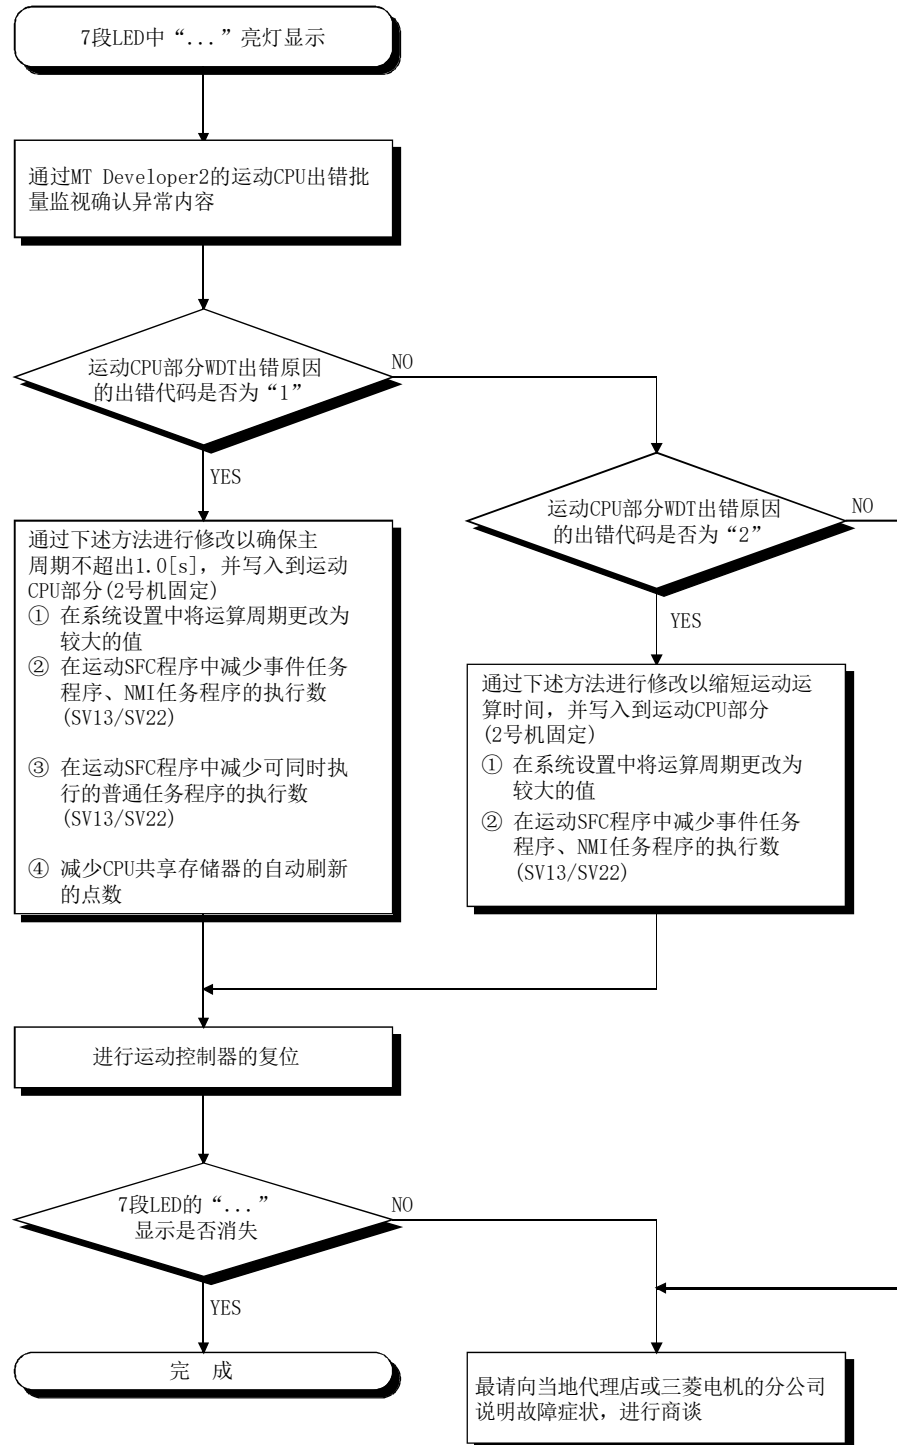 7段LED中“...”亮灯显示
通过MT Developer2的运动CPU出错批
量监视确认异常内容
运动CPU部分WDT出错原因
的出错代码是否为“1”
NO
YES
运动CPU部分WDT出错原因
的出错代码是否为“2”
NO
YES
通过下述方法进行修改以确保主
周期不超出1.0[s], 并写入到运动
CPU部分(2号机固定)
① 在系统设置中将运算周期更改为
较大的值
② 在运动SFC程序中减少事件任务
程序、NMI任务程序的执行数
(SV13/SV22)
③ 在运动SFC程序中减少可同时执
行的普通任务程序的执行数
(SV13/SV22)
④ 减少CPU共享存储器的自动刷新
的点数
通过下述方法进行修改以缩短运动运
算时间, 并写入到运动CPU部分
(2号机固定)
① 在系统设置中将运算周期更改为
较大的值
② 在运动SFC程序中减少事件任务
程序、NMI任务程序的执行数
(SV13/SV22)
进行运动控制器的复位
7段LED的“...”
显示是否消失
NO
YES
完 成
最请向当地代理店或三菱电机的分公司
说明故障症状, 进行商谈